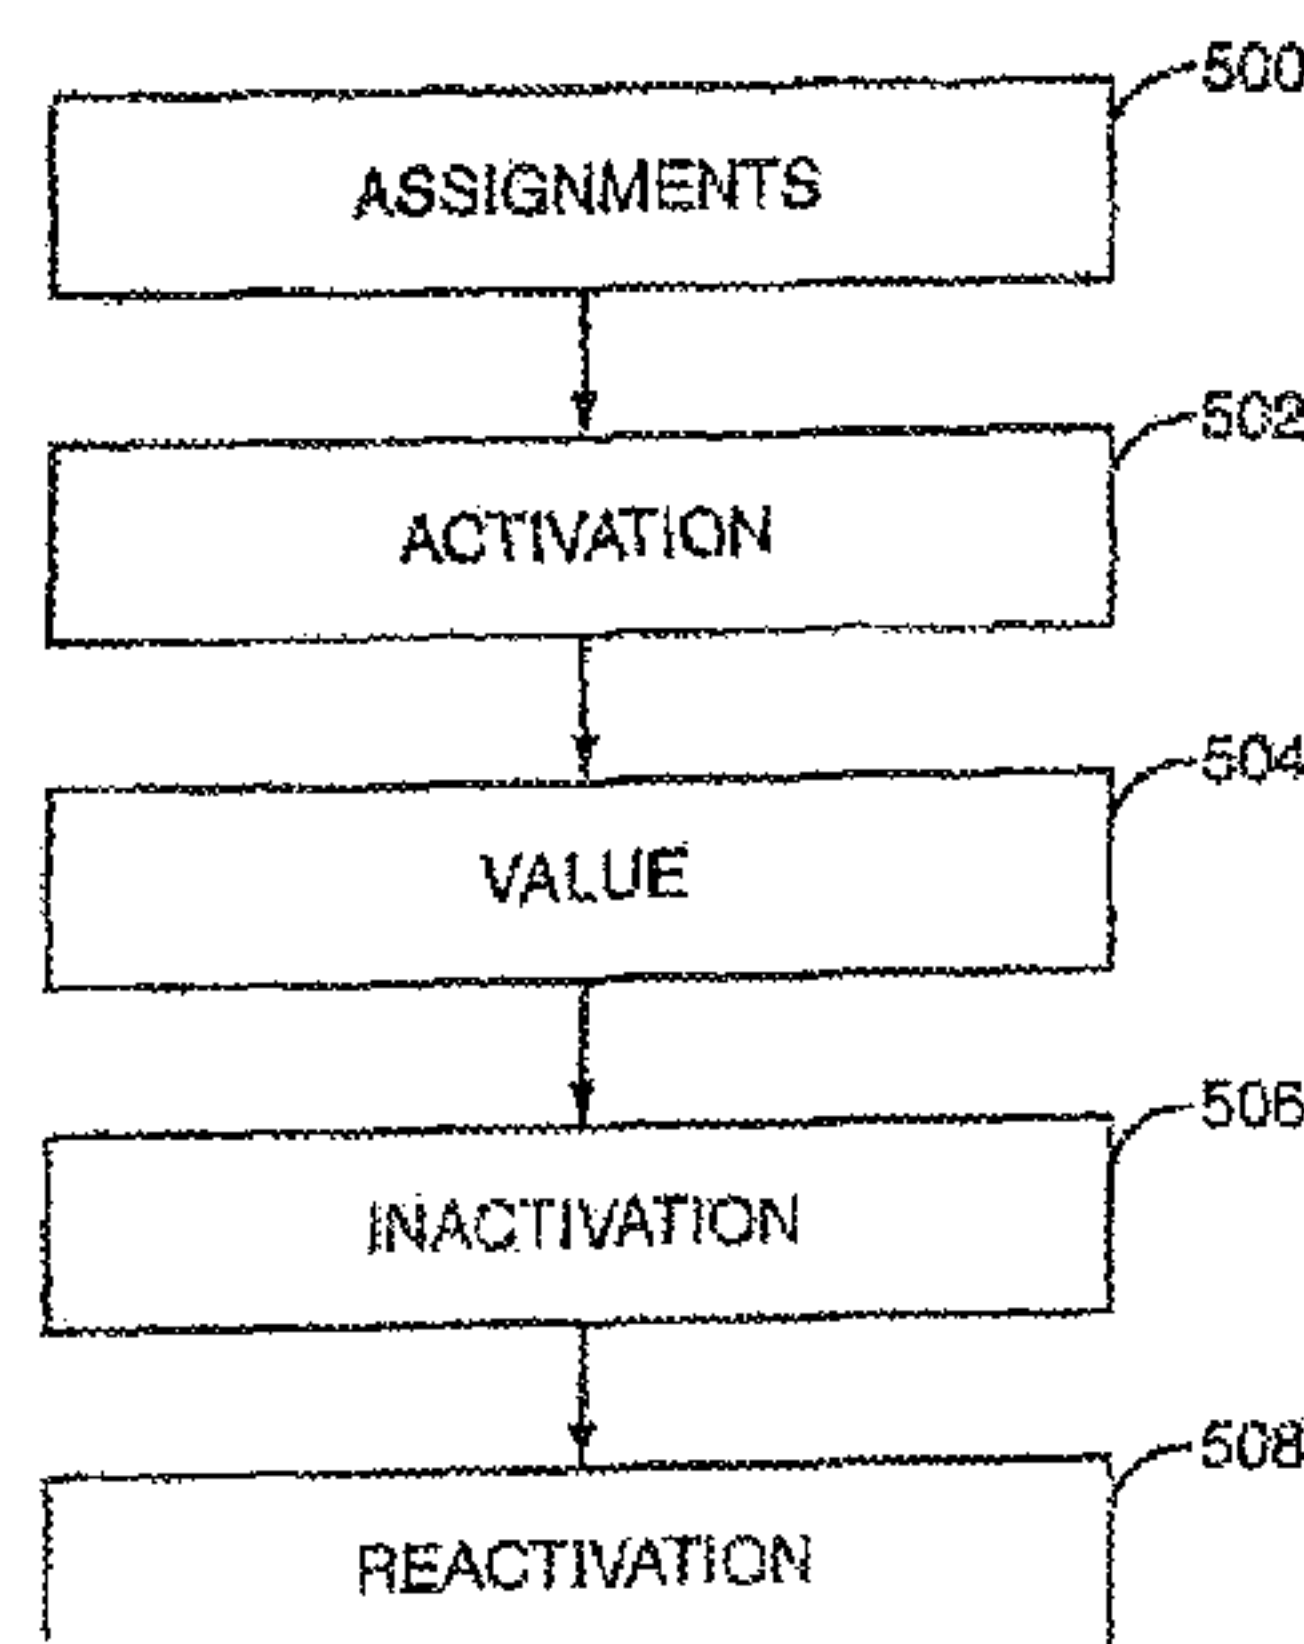 500
ASSIGNMENTS
502
ACTIVATION
504
VALUE
506
INACTIVATION
508
REACTIVATION